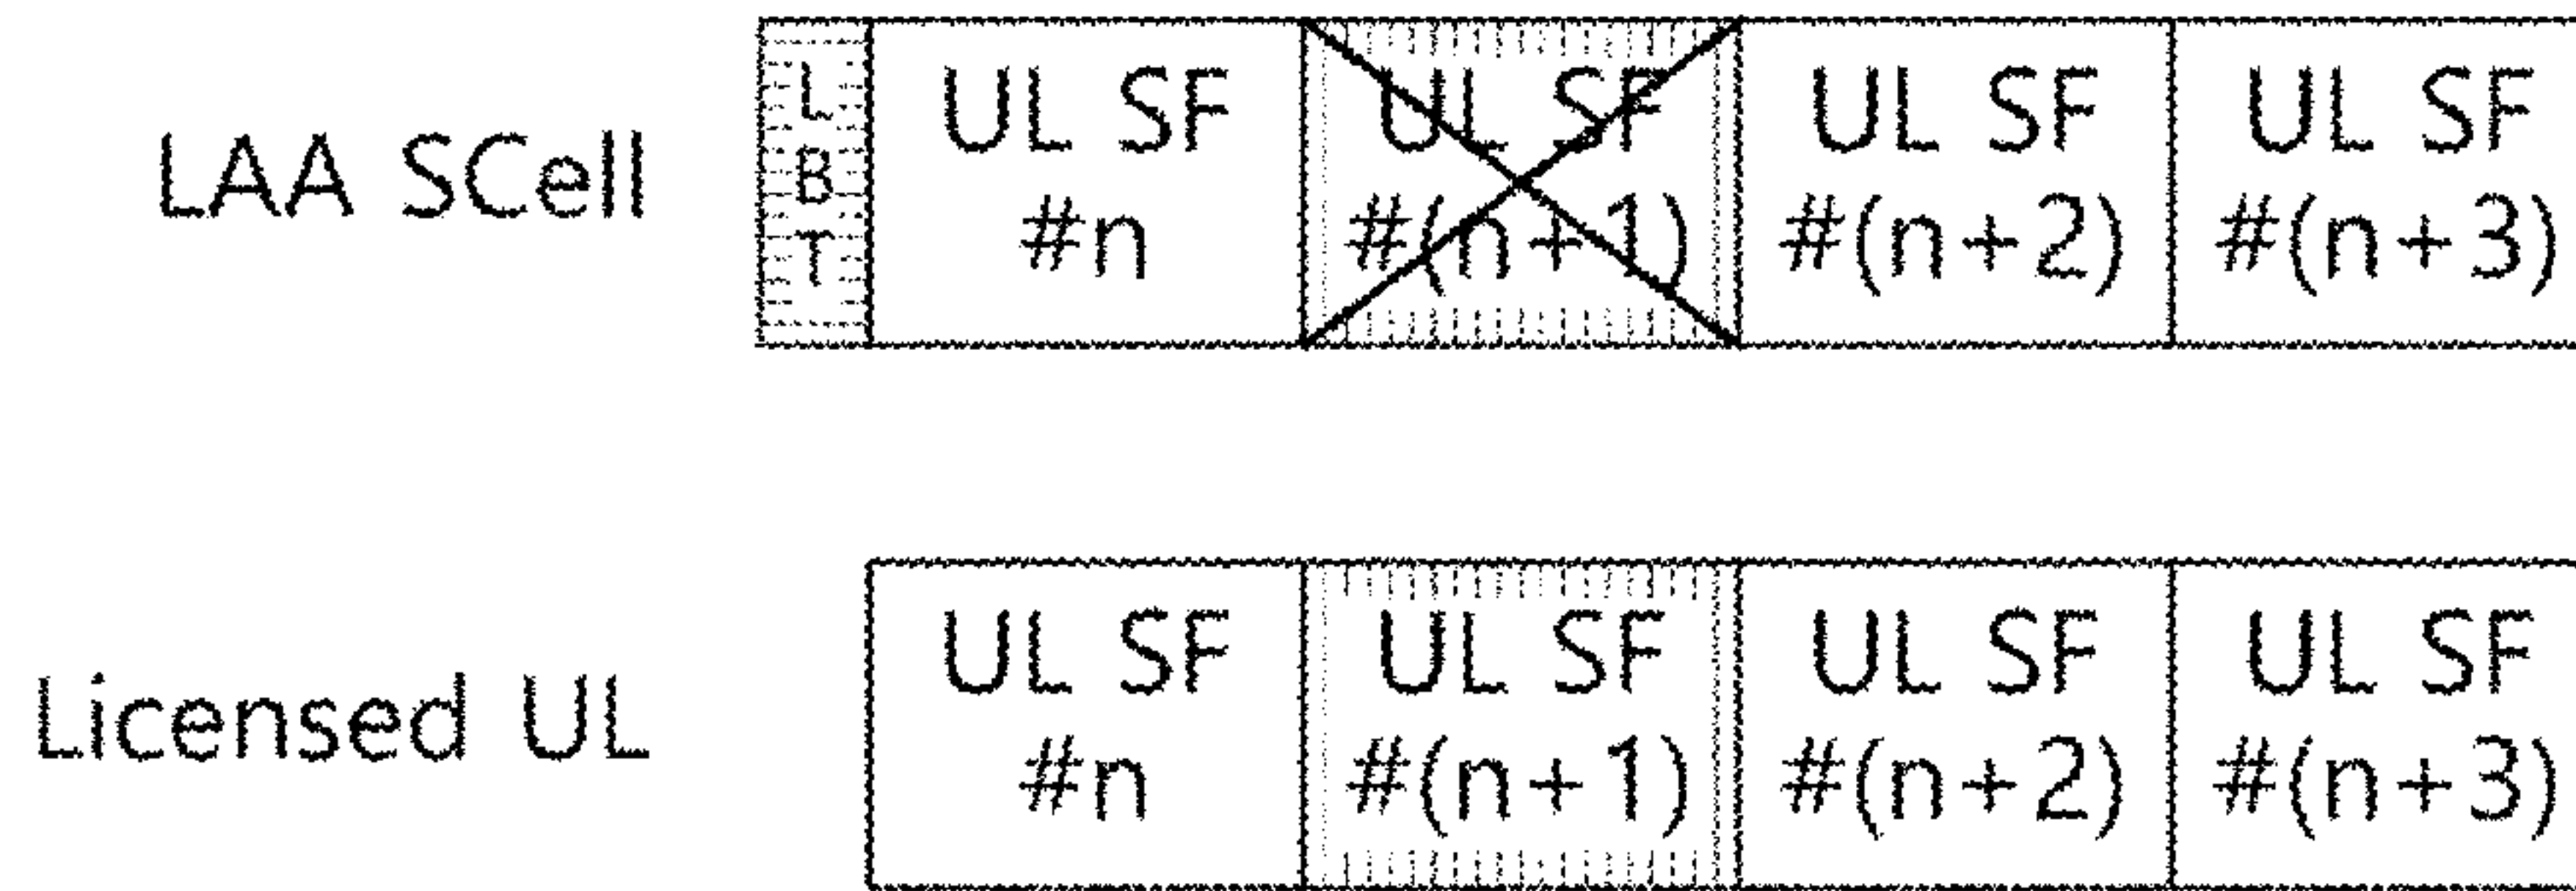 LAA SCell
L
B
T
UL SF
#n
UL SF
#(n+1)
UL SF
#(n+2)
UL SF
#(n+3)
Licensed UL
UL SF
#n
UL SF
#(n+1)
UL SF
#(n+2)
UL SF
#(n+3)